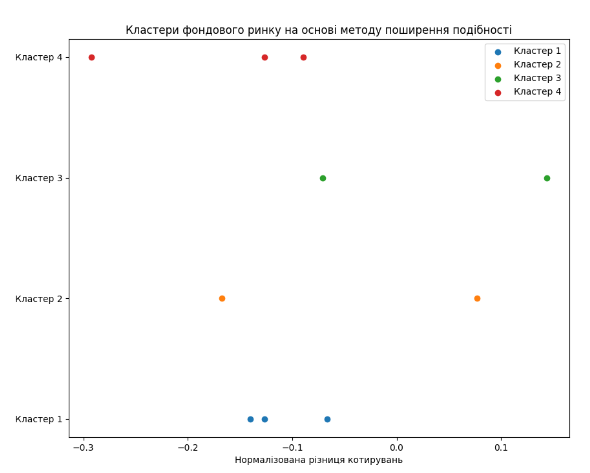 Кластери фондового ринку на основі методу поширення подібності
Кластер 1
Кластер 2
Кластер 3
Кластер 4
Кластер 4
Кластер 3
Кластер 2
Кластер 1
−0.3 −0.2 −0.1 0.0 0.1
Нормалізована різниця котирувань